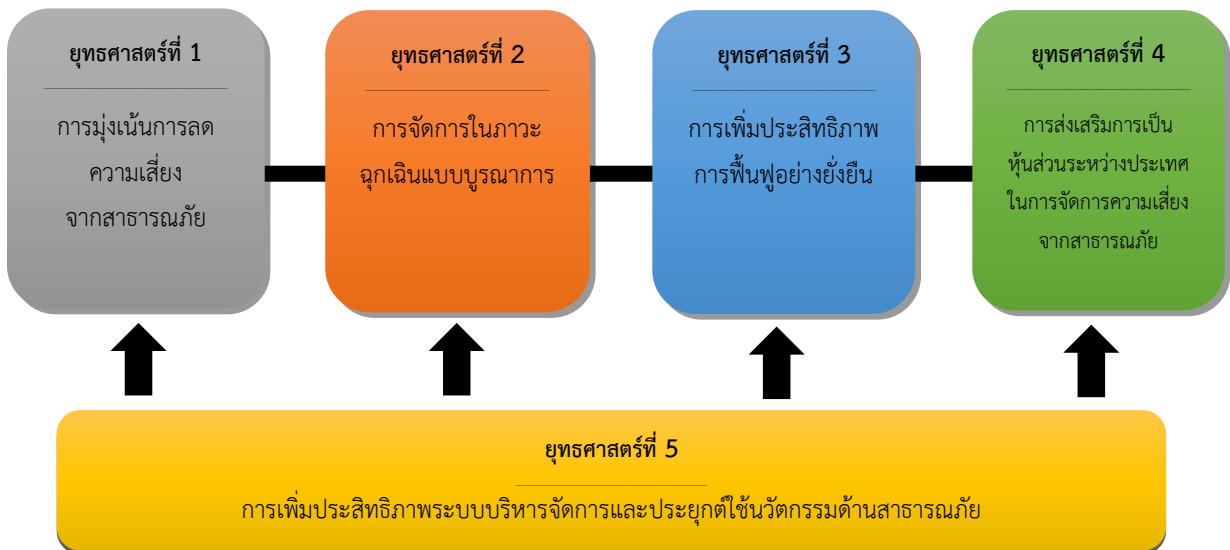 ยุทธศาสตร์ที่ 1
การมุ่งเน้นการลด
ความเสี่ยง
จากสาธารณภัย
ยุทธศาสตร์ที่ 2
การจัดการในภาวะ
ฉุกเฉินแบบบูรณาการ
ยุทธศาสตร์ที่ 3
การเพิ่มประสิทธิภาพ
การฟื้นฟูอย่างยั่งยืน
ยุทธศาสตร์ที่ 4
การส่งเสริมการเป็น
หุ้นส่วนระหว่างประเทศ
ในการจัดการความเสี่ยง
จากสาธารณภัย
ยุทธศาสตร์ที่ 5
การเพิ่มประสิทธิภาพระบบบริหารจัดการและประยุกต์ใช้นวัตกรรมด้านสาธารณภัย